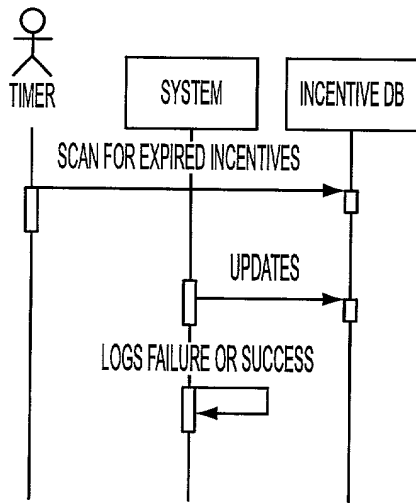 TIMER
SYSTEM
INCENTIVE DB
SCAN FOR EXPIRED INCENTIVES
UPDATES
LOGS FAILURE OR SUCCESS